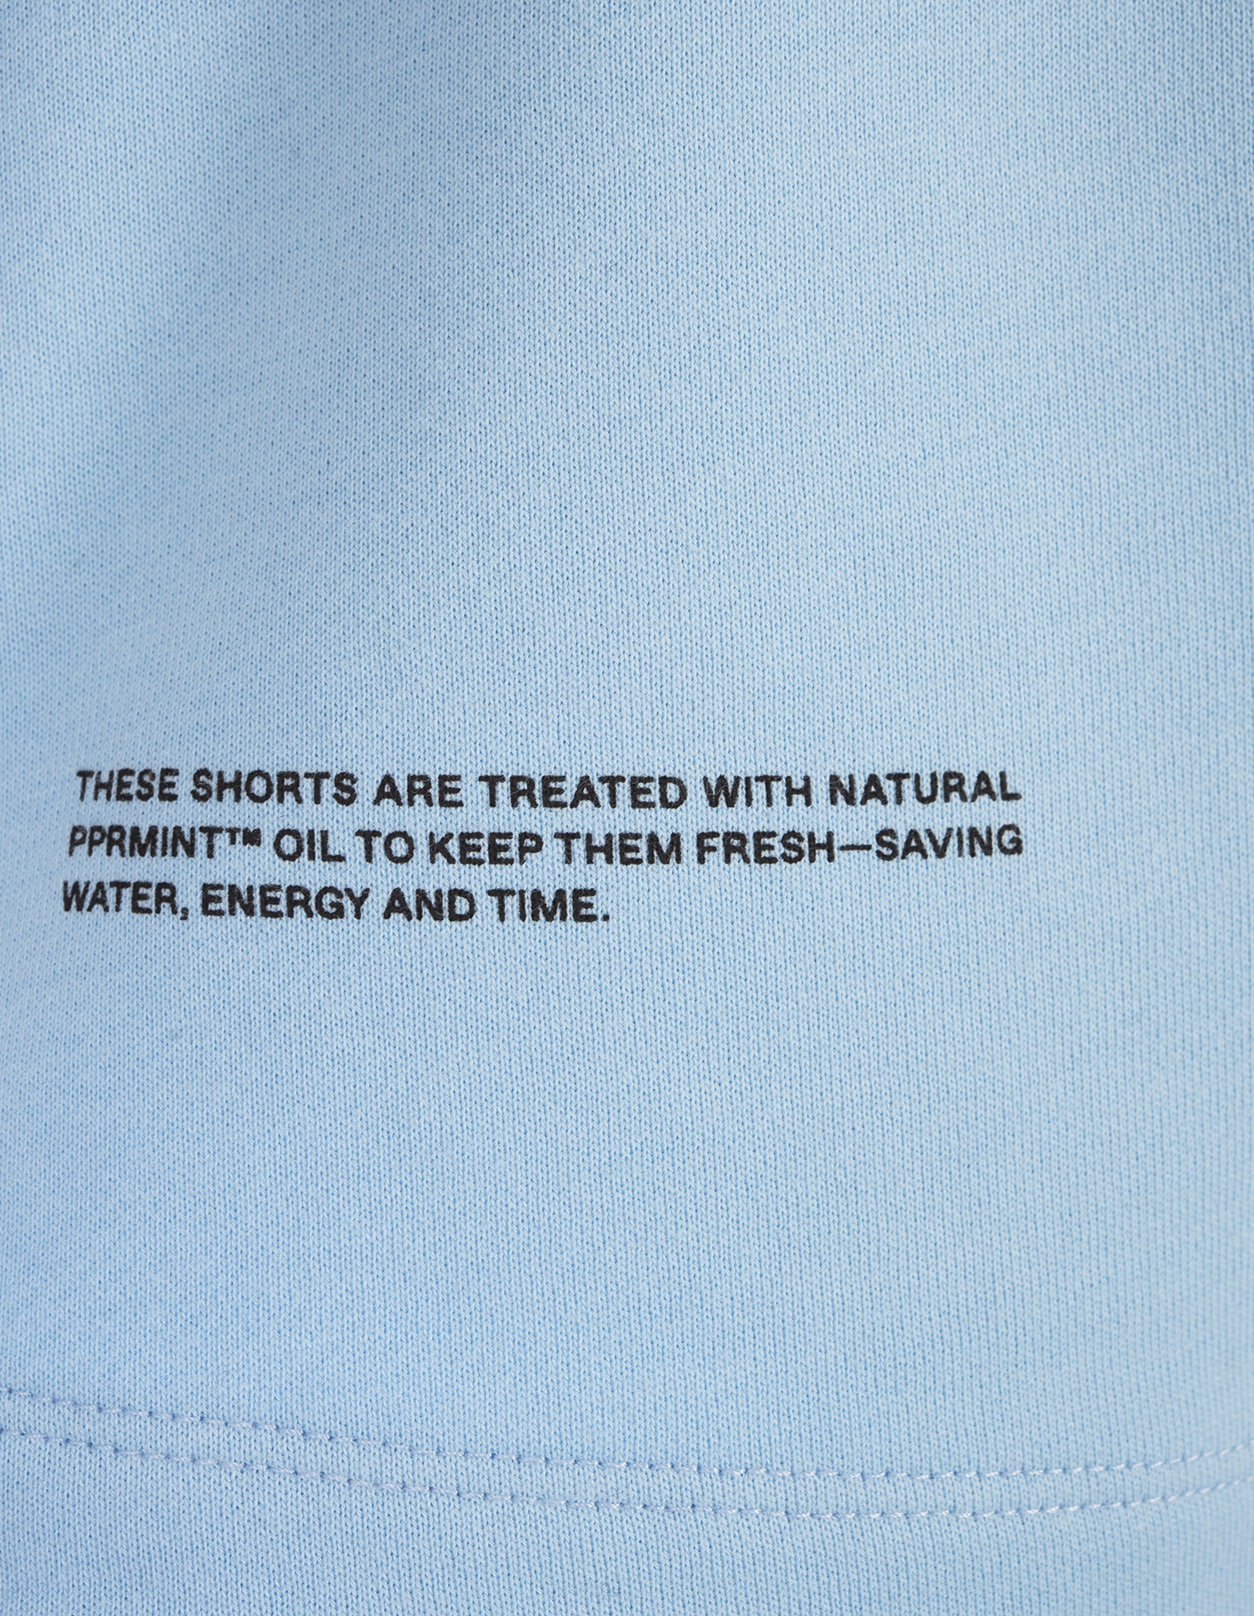 THESE SHORTS ARE TREATED WITH NATURAL
PPRMINT™ OIL TO KEEP THEM FRESH—SAVING
WATER, ENERGY AND TIME.